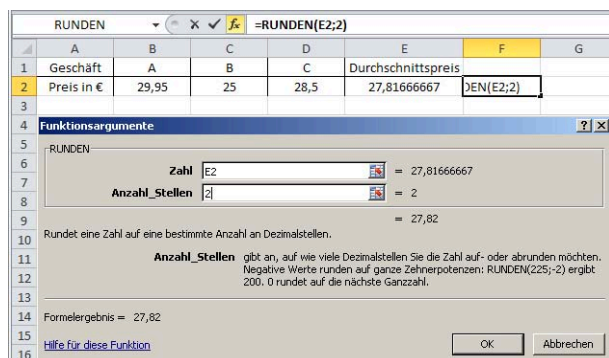 RUNDEN fx =RUNDEN(E2;2)
A B C D E F G
1 Geschäft A B C Durchschnittspreis
2 Preis in € 29,95 25 28,5 27,81666667 DEN(E2;2)
3
4 Funktionsargumente ? X
5 RUNDEN
6 Zahl E2 = 27,81666667
7
8 Anzahl_Stellen 2 = 2
9 = 27,82
10 Rundet eine Zahl auf eine bestimmte Anzahl an Dezimalstellen.
11 Anzahl_Stellen gibt an, auf wie viele Dezimalstellen Sie die Zahl auf- oder abrunden möchten.
12 Negative Werte runden auf ganze Zehnerpotenzen: RUNDEN(225;-2) ergibt
200. 0 rundet auf die nächste Ganzzahl.
13
14 Formelergebnis = 27,82
15
16 Hilfe für diese Funktion OK Abbrechen